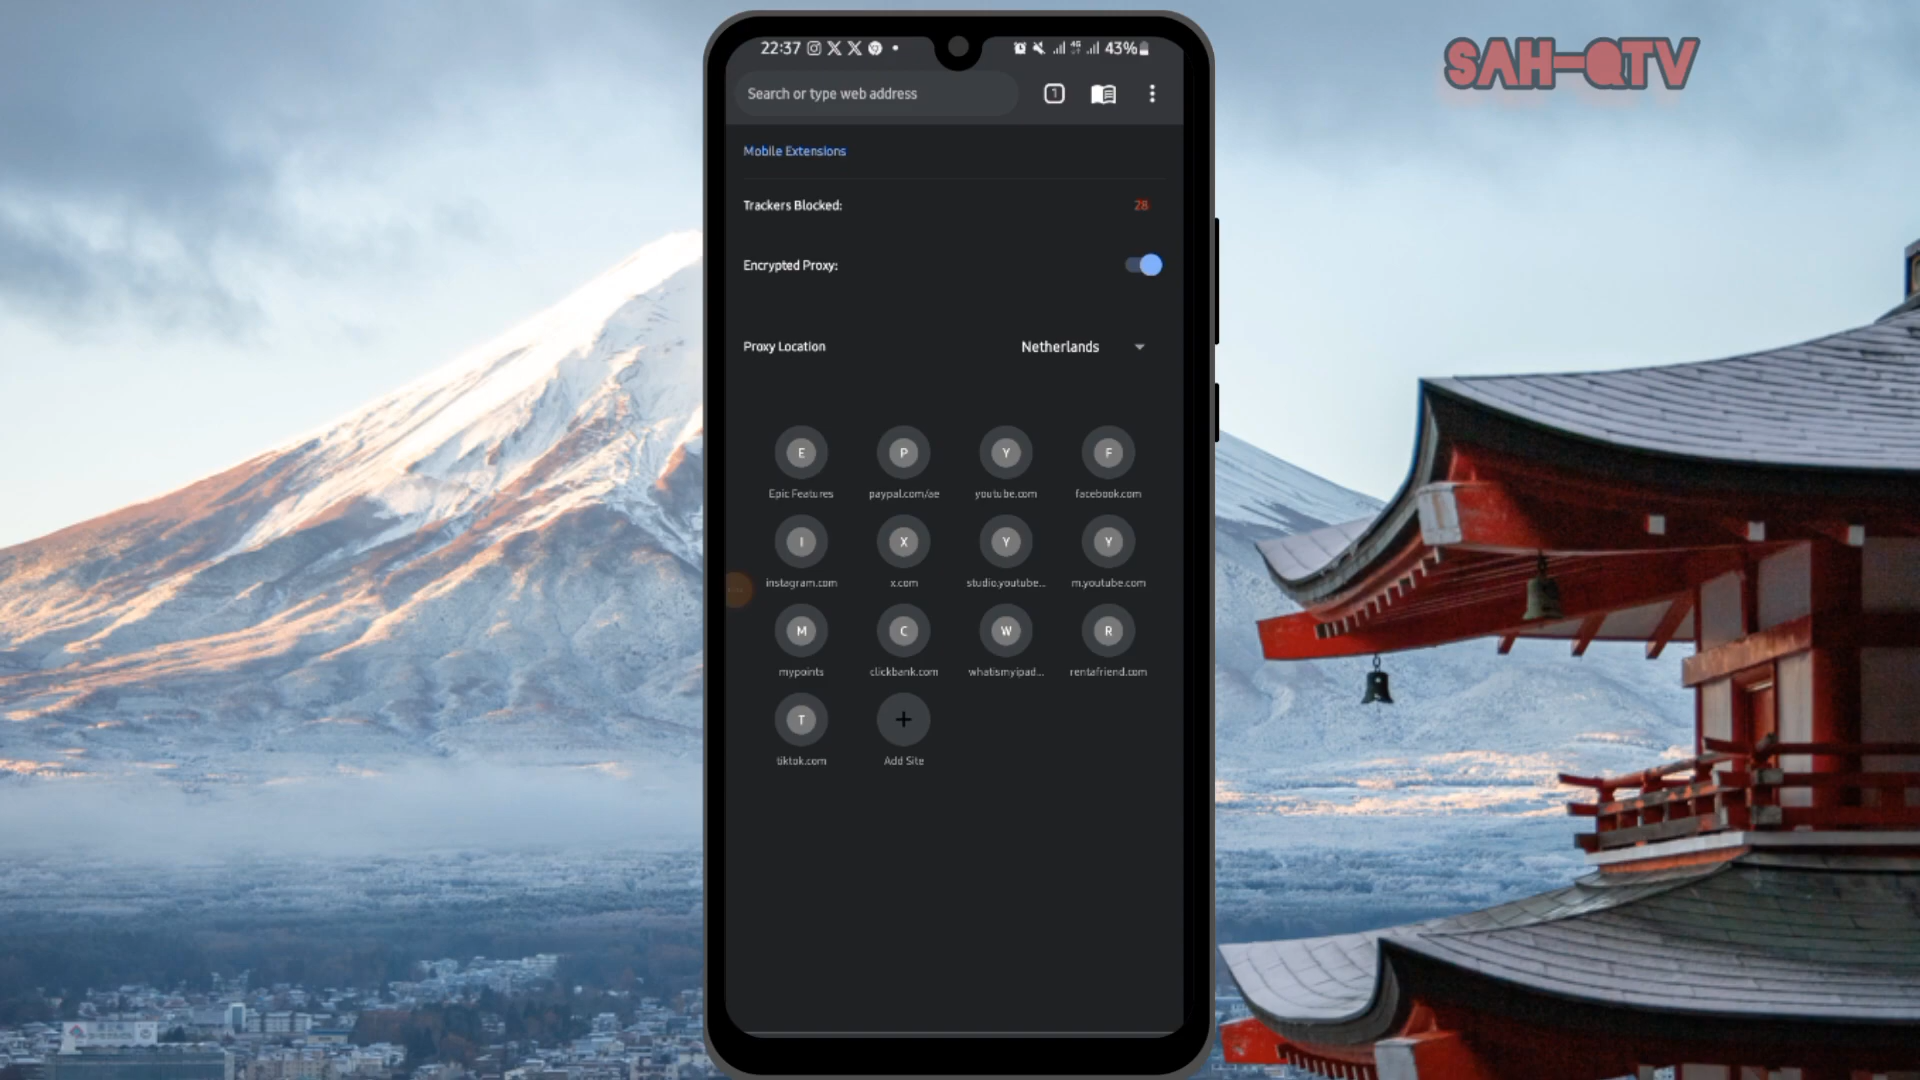 SAH-QTV
22:37 43%
Search or type web address 1
Mobile Extensions
Trackers Blocked: 28
Encrypted Proxy:
Proxy Location Netherlands
E P Y F
Epic Features paypal.com/ae youtube.com facebook.com
I X Y Y
instagram.com x.com studio.youtube... m.youtube.com
M C W R
mypoints clickbank.com whatismyipad... rentafriend.com
T +
tiktok.com Add Site